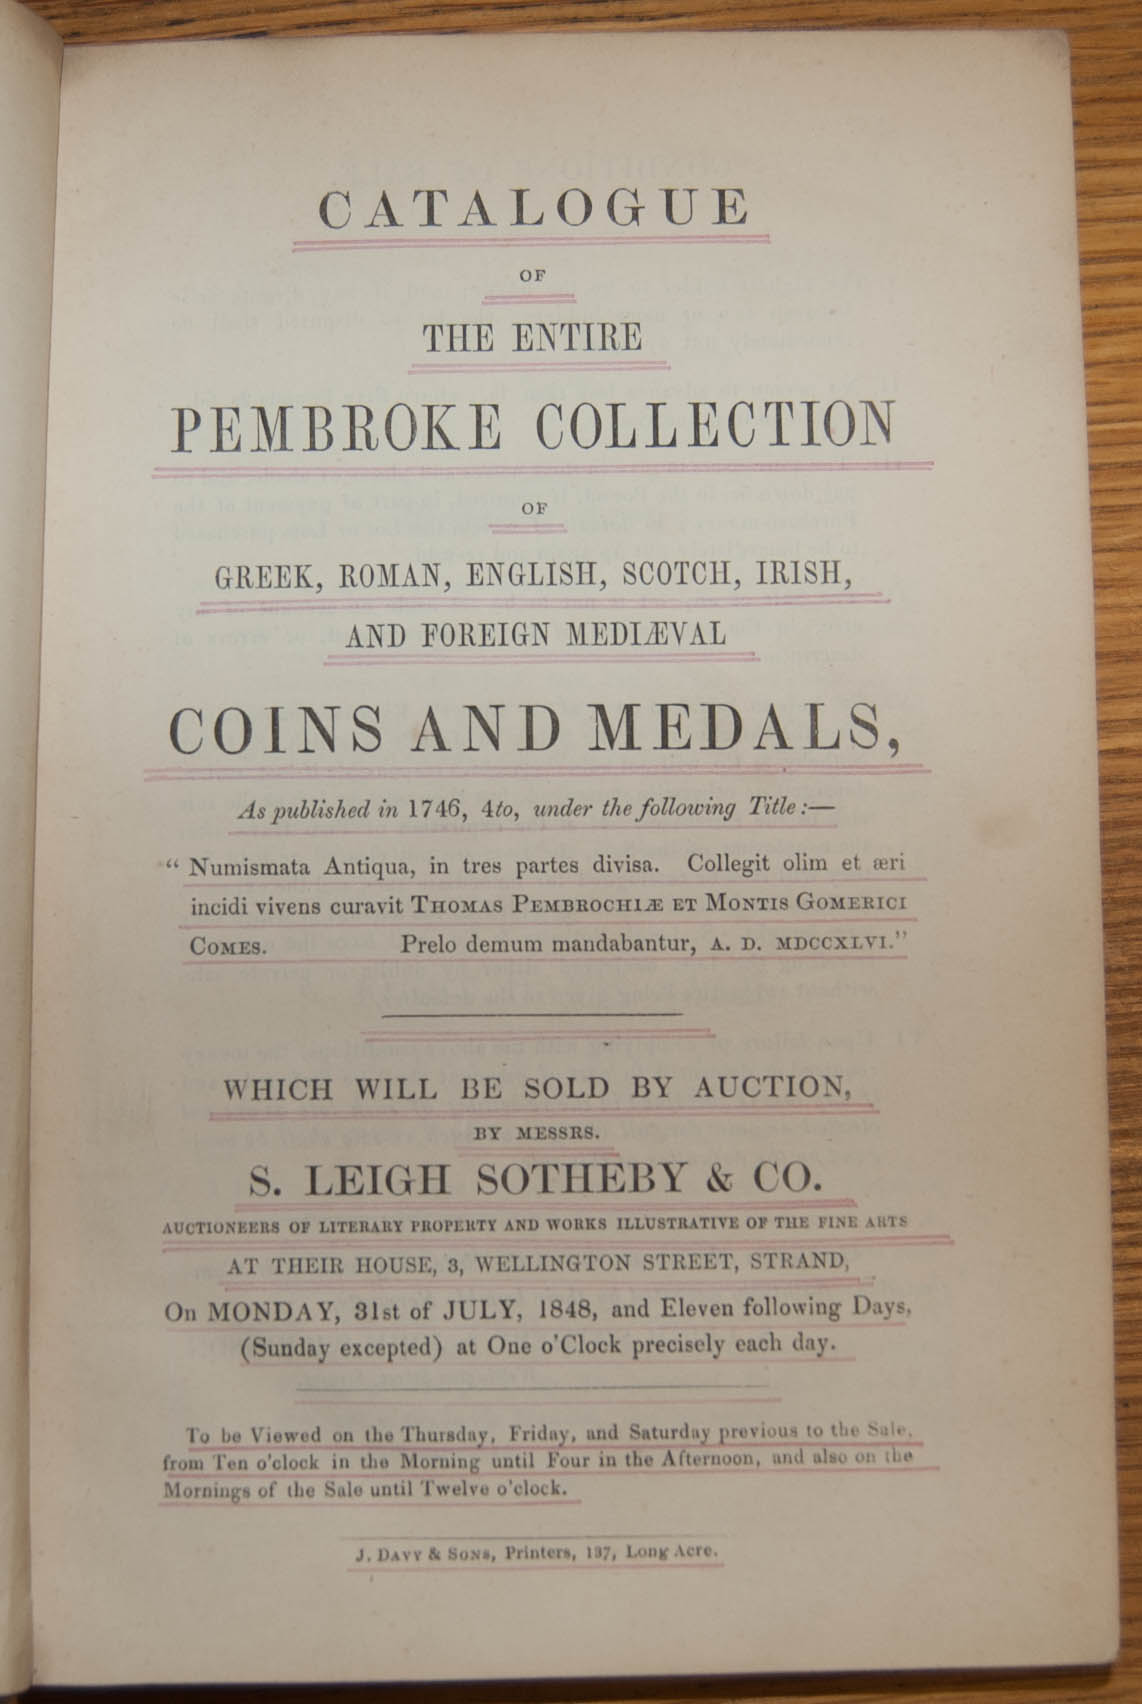 CATALOGUE
OF
THE ENTIRE
PEMBROKE COLLECTION
OF
GREEK, ROMAN, ENGLISH, SCOTCH, IRISH,
AND FOREIGN MEDIÆVAL
COINS AND MEDALS,
As published in 1746, 4to, under the following Title :—
“ Numismata Antiqua, in tres partes divisa. Collegit olim et æri
incidi vivens curavit THOMAS PEMBROCHIÆ ET MONTIS GOMERICI
COMES. Prelo demum mandabantur, A. D. MDCCXLVI.”
WHICH WILL BE SOLD BY AUCTION,
BY MESSRS.
S. LEIGH SOTHEBY & CO.
AUCTIONEERS OF LITERARY PROPERTY AND WORKS ILLUSTRATIVE OF THE FINE ARTS
AT THEIR HOUSE, 3, WELLINGTON STREET, STRAND,
On MONDAY, 31st of JULY, 1848, and Eleven following Days,
(Sunday excepted) at One o'Clock precisely each day.
To be Viewed on the Thursday, Friday, and Saturday previous to the Sale,
from Ten o'clock in the Morning until Four in the Afternoon, and also on the
Mornings of the Sale until Twelve o'clock.
J. DAVY & SONS, Printers, 137, Long Acre.